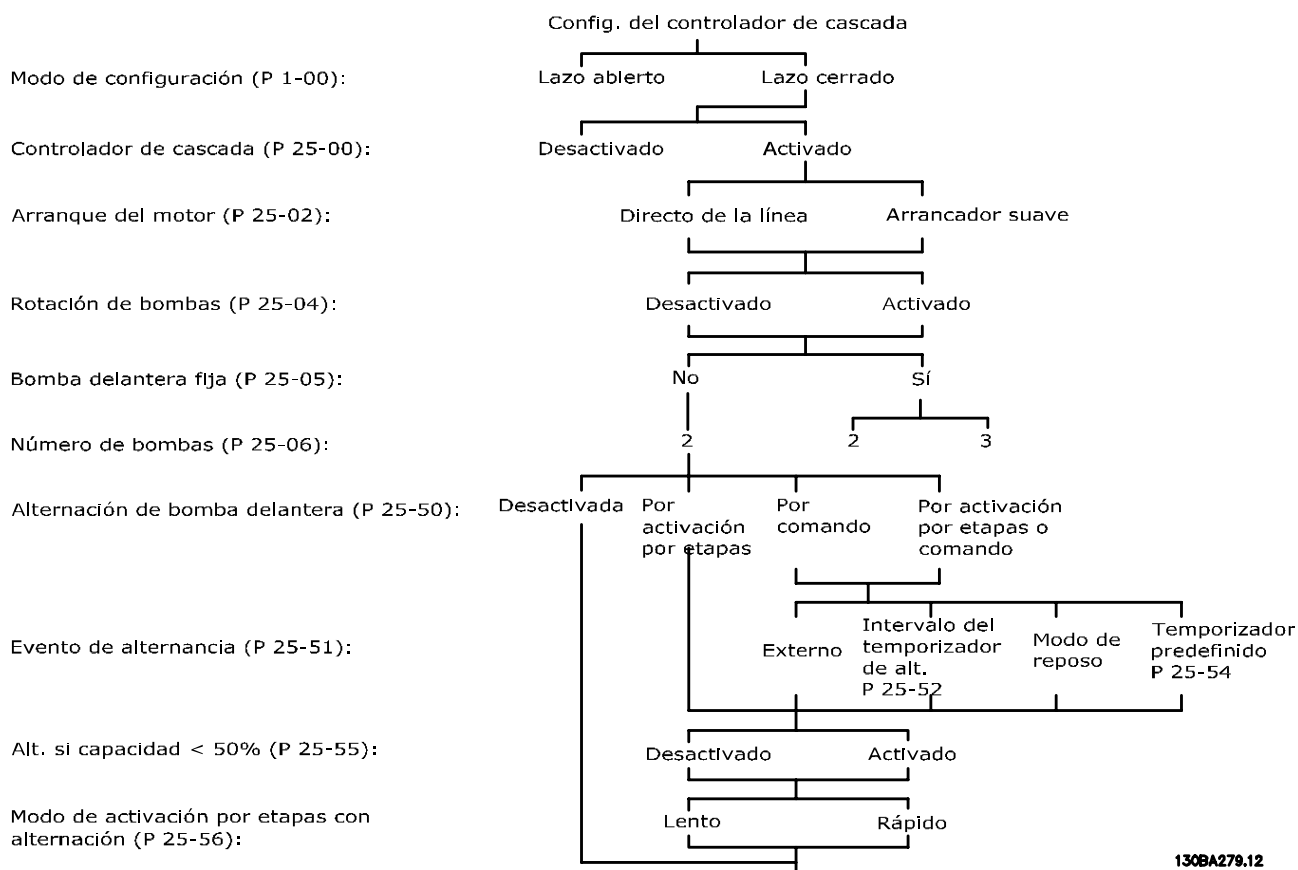 Config. del controlador de cascada
Modo de configuración (P 1-00):
Lazo abierto
Lazo cerrado
Controlador de cascada (P 25-00):
Desactivado
Activado
Arranque del motor (P 25-02):
Directo de la línea
Arrancador suave
Rotación de bombas (P 25-04):
Desactivado
Activado
Bomba delantera fija (P 25-05):
No
Sí
Número de bombas (P 25-06):
2
2
3
Alternación de bomba delantera (P 25-50):
Desactivada
Por
activación
por etapas
Por
comando
Por activación
por etapas o
comando
Evento de alternancia (P 25-51):
Externo
Intervalo del
temporizador
de alt.
P 25-52
Modo de
reposo
Temporizador
predefinido
P 25-54
Alt. si capacidad < 50% (P 25-55):
Desactivado
Activado
Modo de activación por etapas con
alternación (P 25-56):
Lento
Rápido
130BA279.12